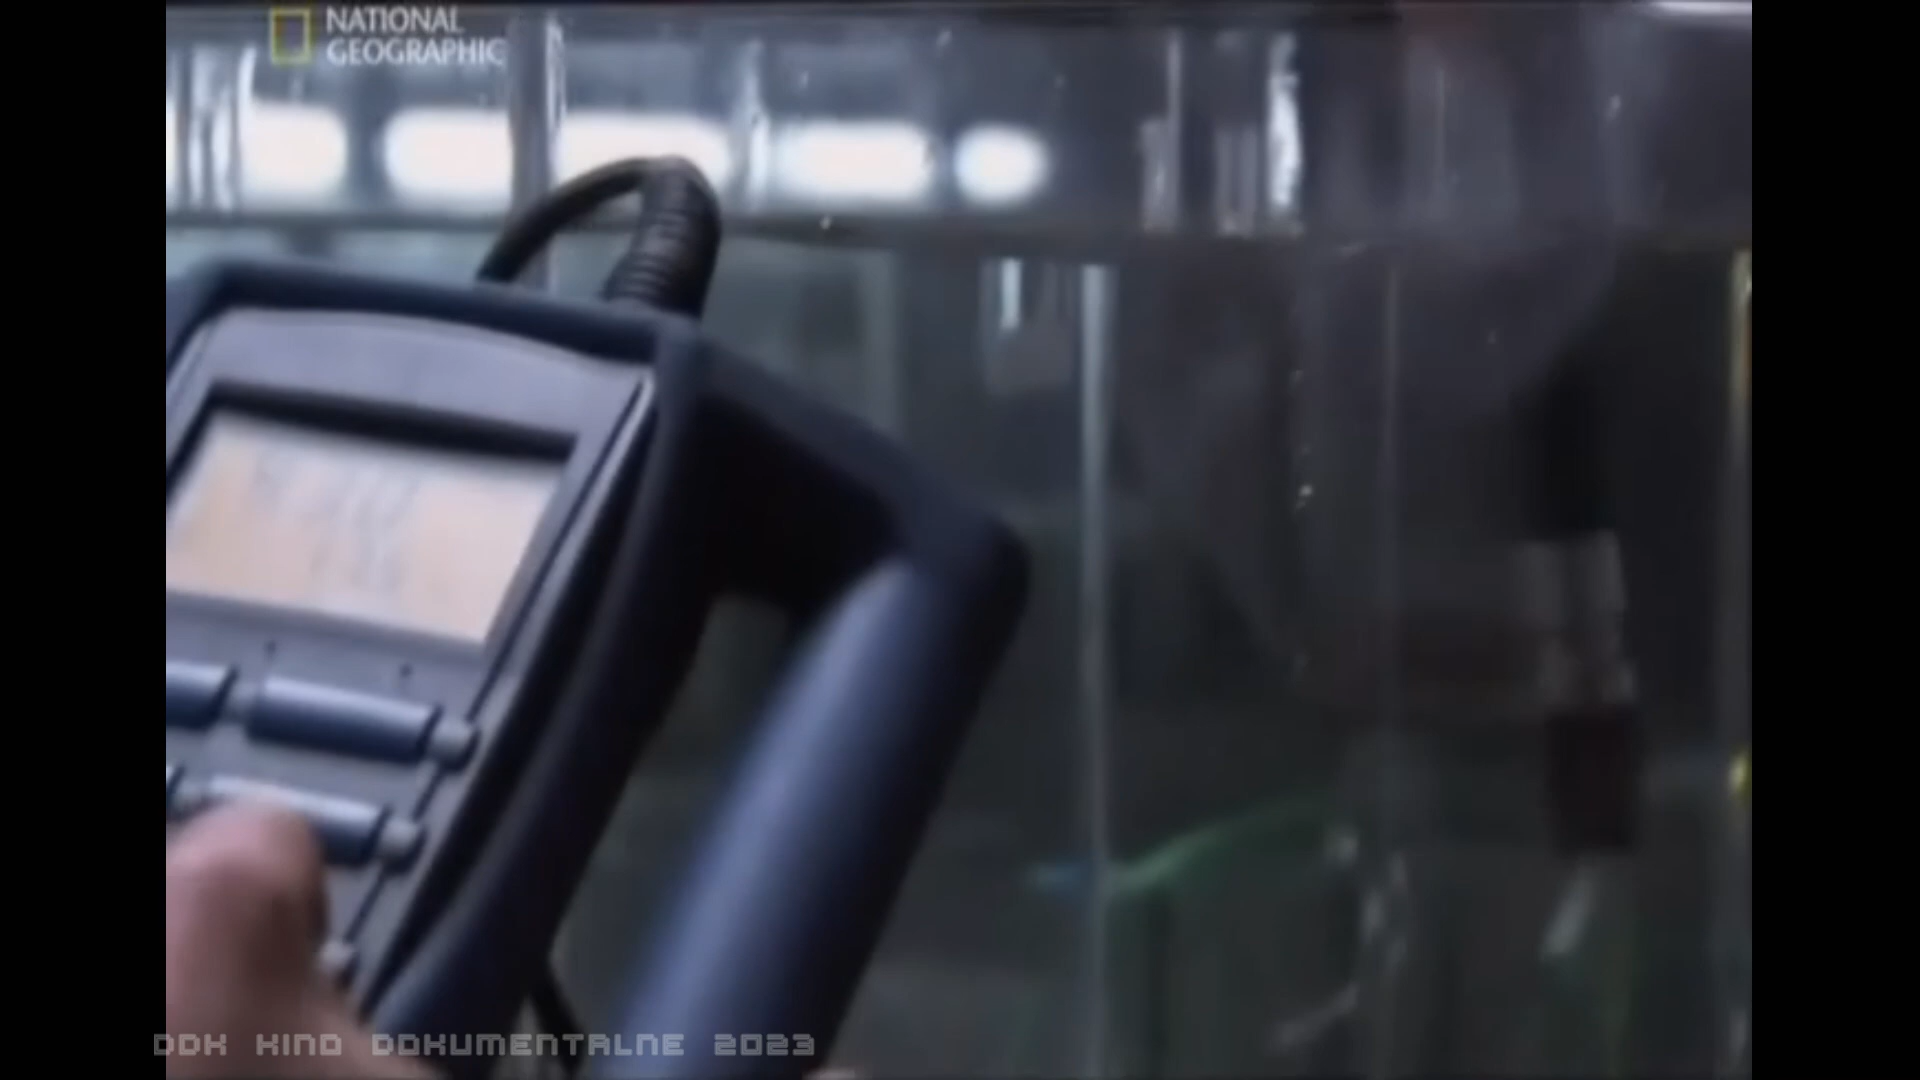 NATIONAL
GEOGRAPHIC
DDK KINO DOKUMENTALNE 2023